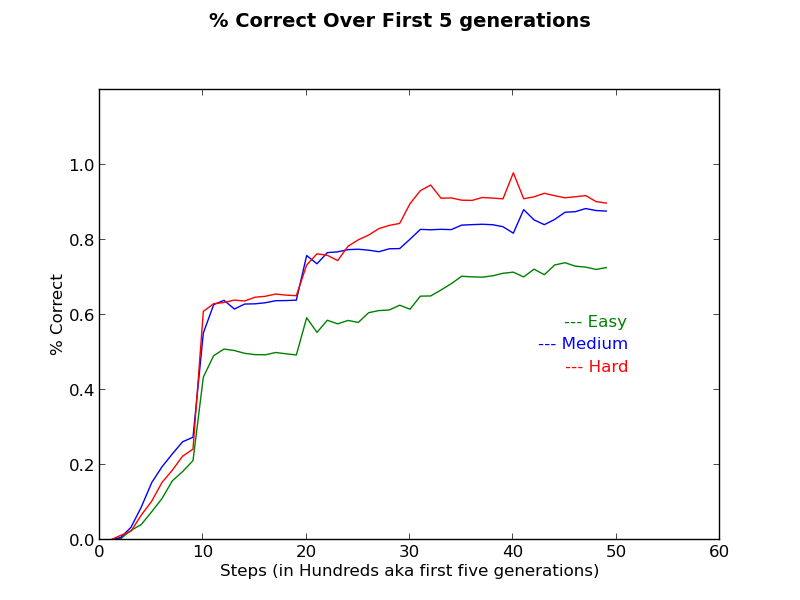 % Correct Over First 5 generations
1.0
0.8
0.6
0.4
0.2
0.0
% Correct
--- Easy
--- Medium
--- Hard
0 10 20 30 40 50 60
Steps (in Hundreds aka first five generations)